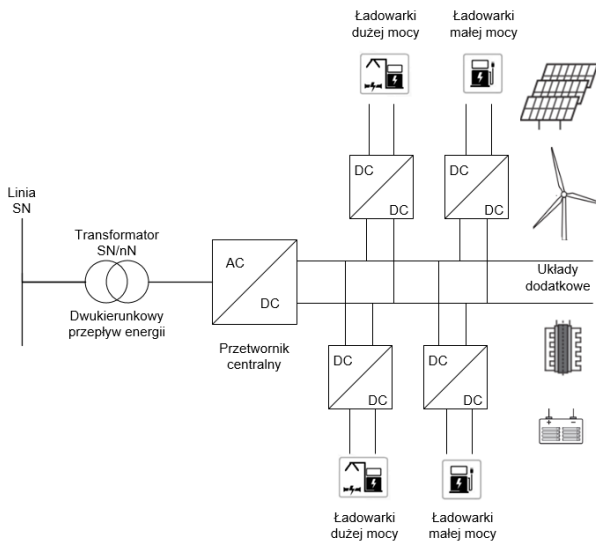 Ładowarki
dużej mocy
Ładowarki
małej mocy
DC
DC
DC
DC
Linia
SN
Transformator
SN/nN
AC
DC
Układy
dodatkowe
Dwukierunkowy
przepływ energii
Przetwornik
centralny
DC
DC
DC
DC
Ładowarki
dużej mocy
Ładowarki
małej mocy